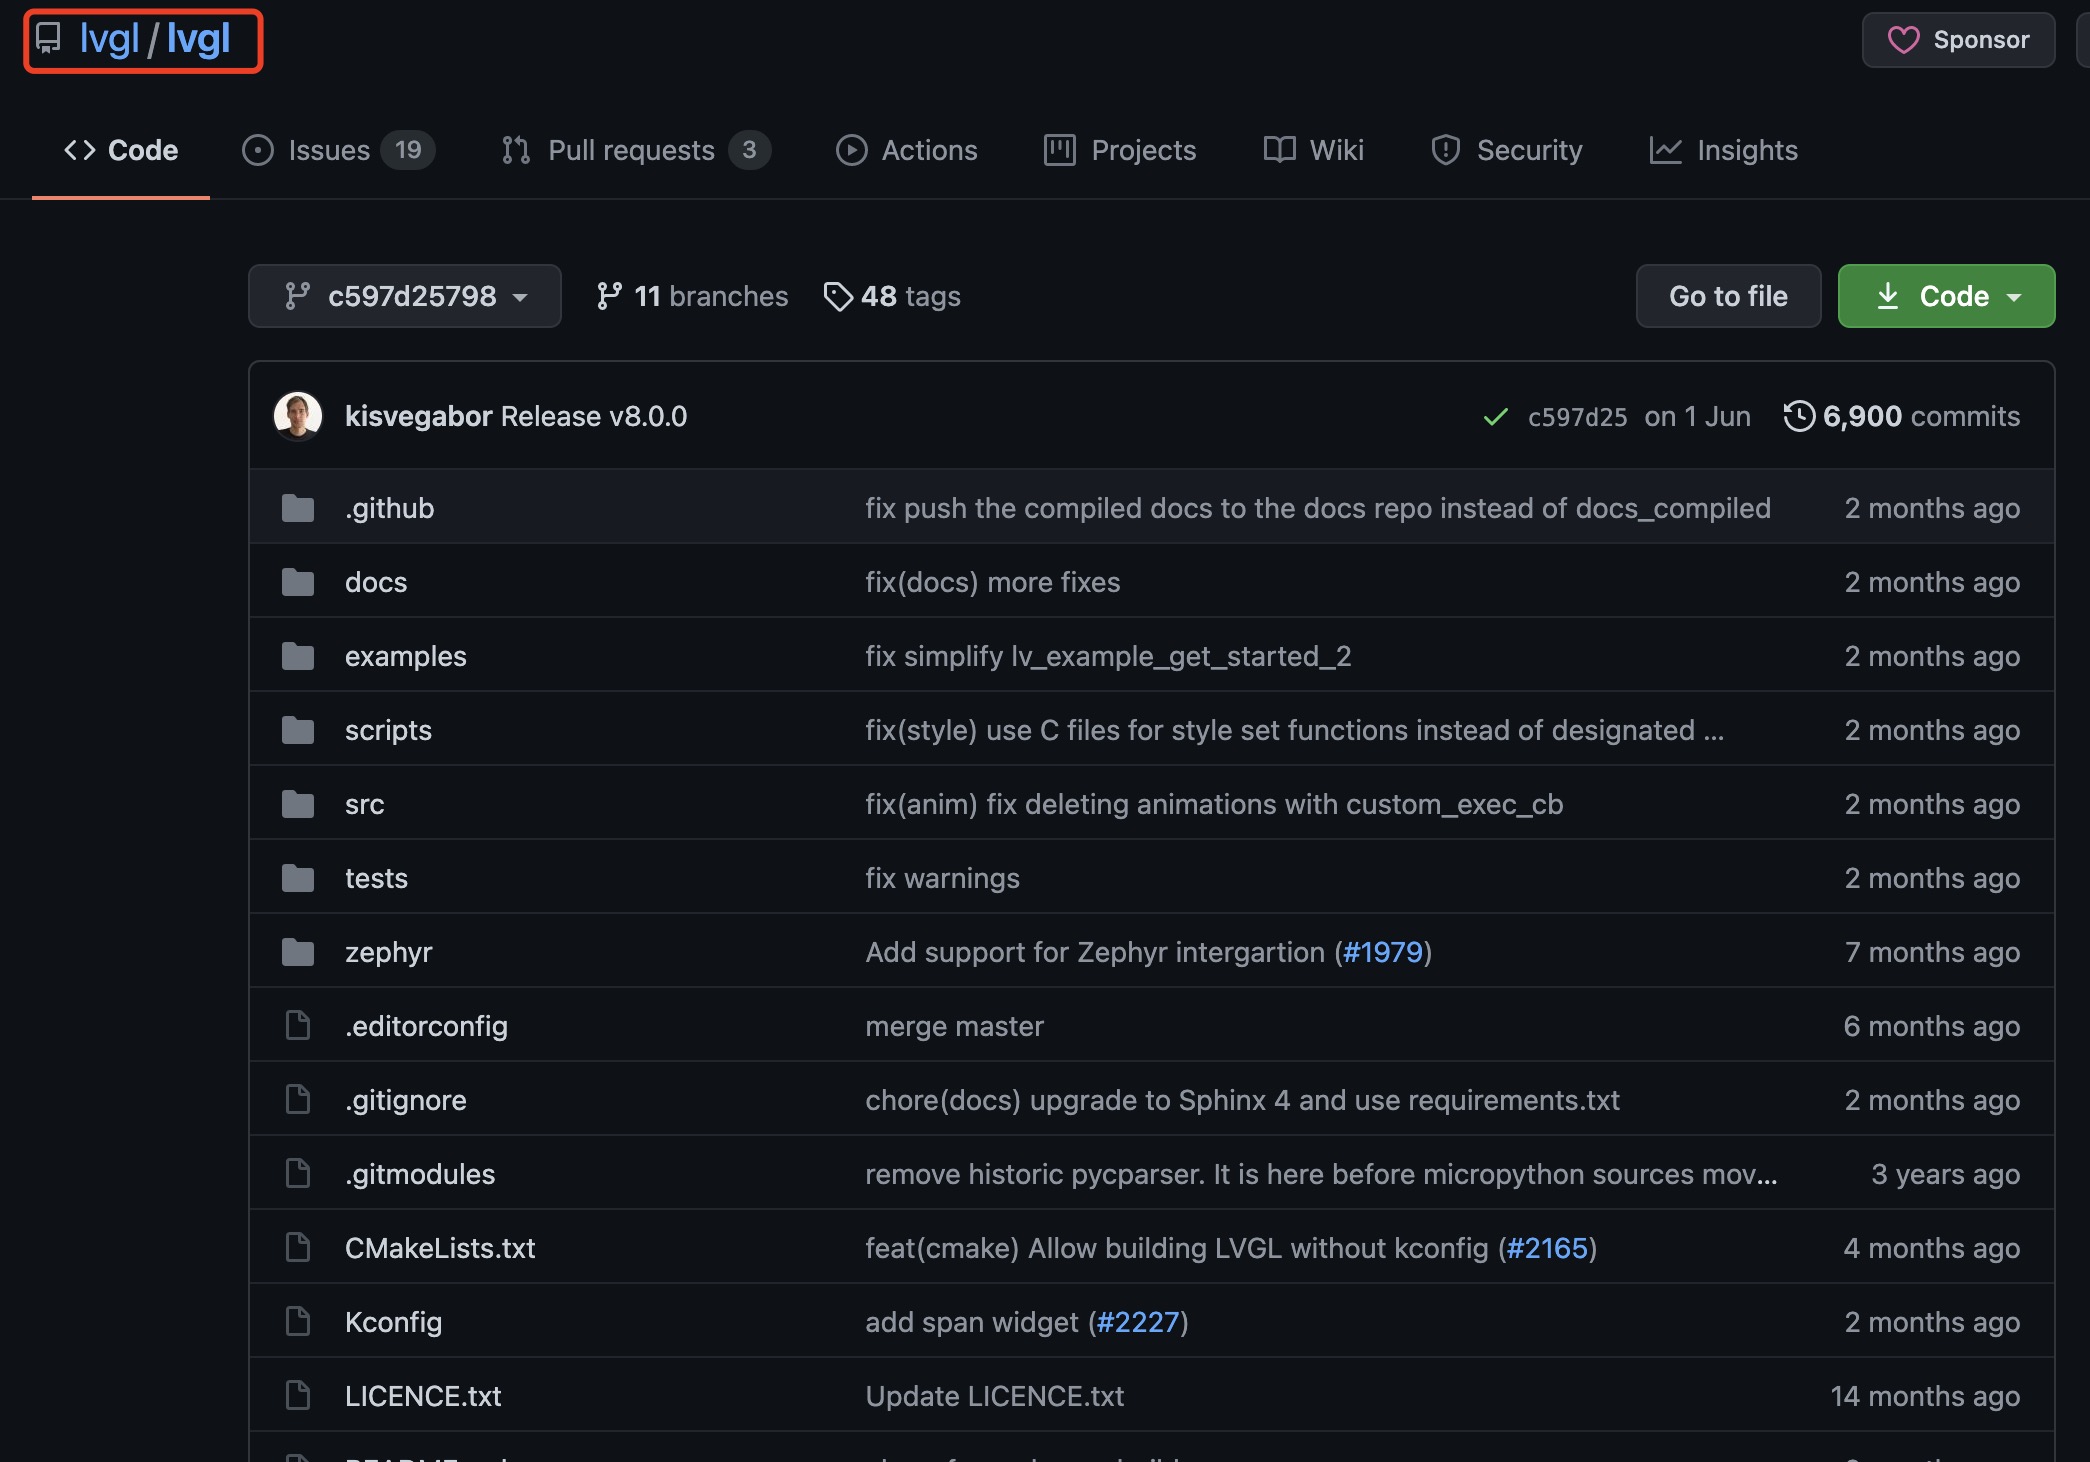 lvgl / lvgl
Sponsor
Code
Issues 19
Pull requests 3
Actions
Projects
Wiki
Security
Insights
c597d25798
11 branches
48 tags
Go to file
Code
kisvegabor Release v8.0.0
c597d25 on 1 Jun
6,900 commits
.github fix push the compiled docs to the docs repo instead of docs_compiled 2 months ago
docs fix(docs) more fixes 2 months ago
examples fix simplify lv_example_get_started_2 2 months ago
scripts fix(style) use C files for style set functions instead of designated ... 2 months ago
src fix(anim) fix deleting animations with custom_exec_cb 2 months ago
tests fix warnings 2 months ago
zephyr Add support for Zephyr intergartion (#1979) 7 months ago
.editorconfig merge master 6 months ago
.gitignore chore(docs) upgrade to Sphinx 4 and use requirements.txt 2 months ago
.gitmodules remove historic pycparser. It is here before micropython sources mov... 3 years ago
CMakeLists.txt feat(cmake) Allow building LVGL without kconfig (#2165) 4 months ago
Kconfig add span widget (#2227) 2 months ago
LICENCE.txt Update LICENCE.txt 14 months ago